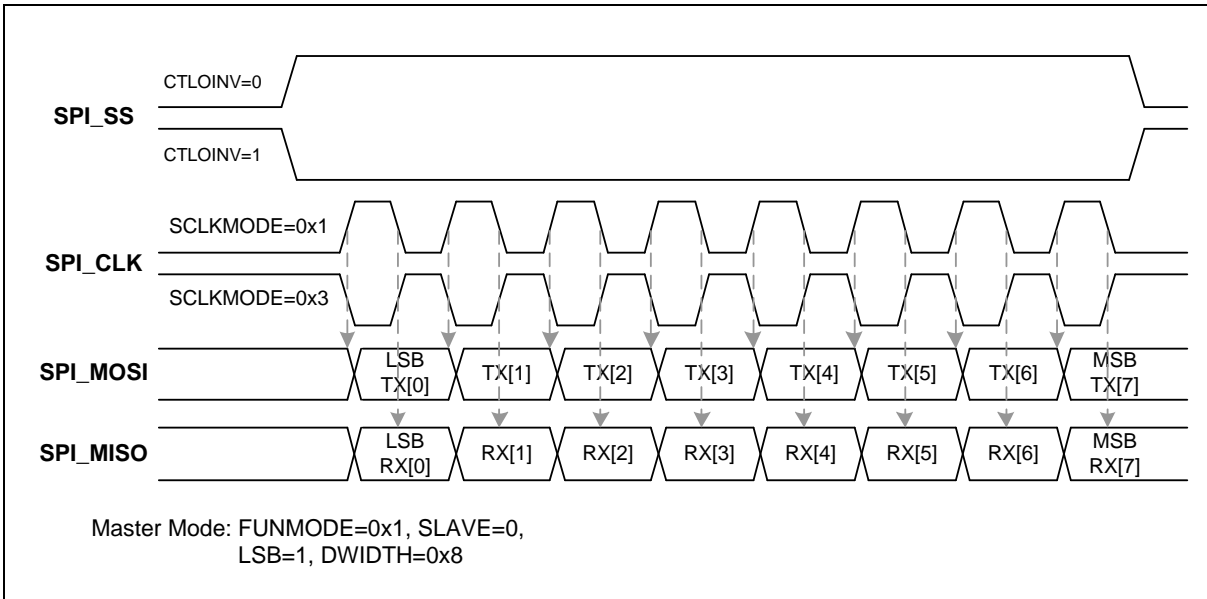 CTLOINV=0
SPI_SS
CTLOINV=1
SCLKMODE=0x1
SPI_CLK
SCLKMODE=0x3
SPI_MOSI
LSB TX[0] TX[1] TX[2] TX[3] TX[4] TX[5] TX[6] MSB TX[7]
SPI_MISO
LSB RX[0] RX[1] RX[2] RX[3] RX[4] RX[5] RX[6] MSB RX[7]
Master Mode: FUNMODE=0x1, SLAVE=0,
LSB=1, DWIDTH=0x8